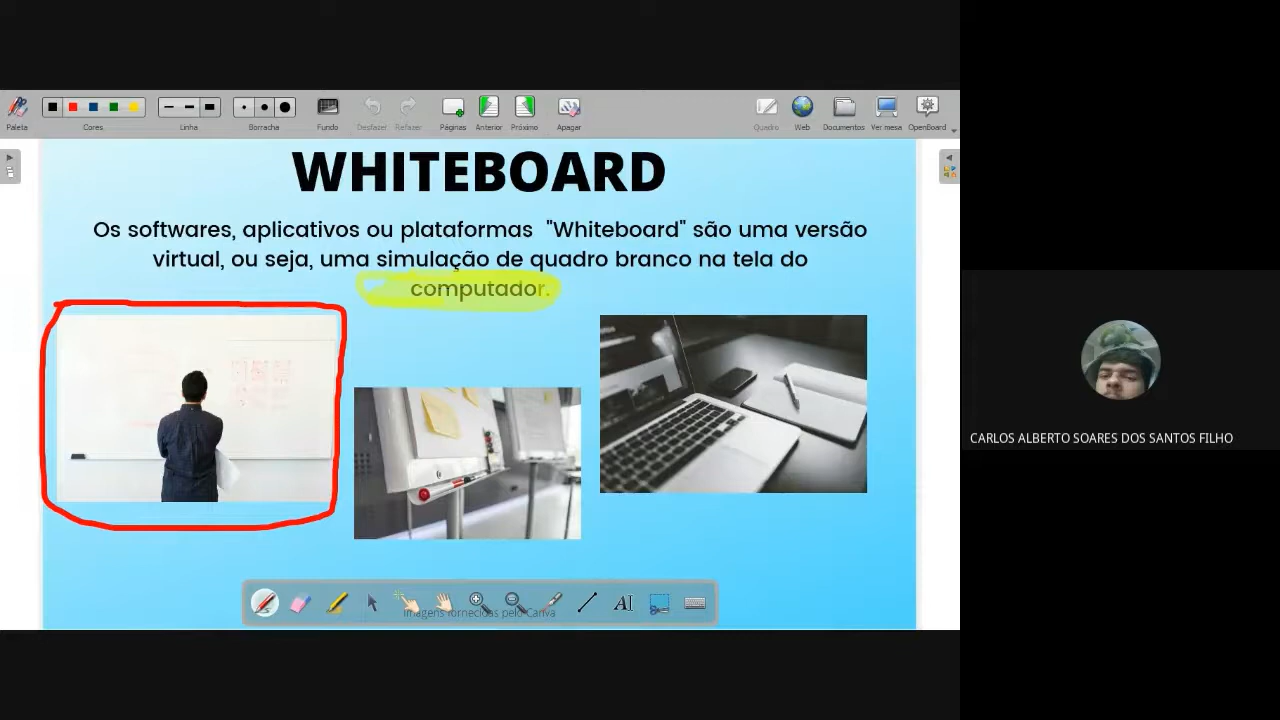 Paleta
Cores
Linha
Borracha
Fundo
Desfazer
Refazer
Páginas
Anterior
Próximo
Apagar
Quadro
Web
Documentos
Ver mesa
OpenBoard
WHITEBOARD
Os softwares, aplicativos ou plataformas "Whiteboard" são uma versão
virtual, ou seja, uma simulação de quadro branco na tela do
computador.
Imagens fornecidas pelo Canva
CARLOS ALBERTO SOARES DOS SANTOS FILHO